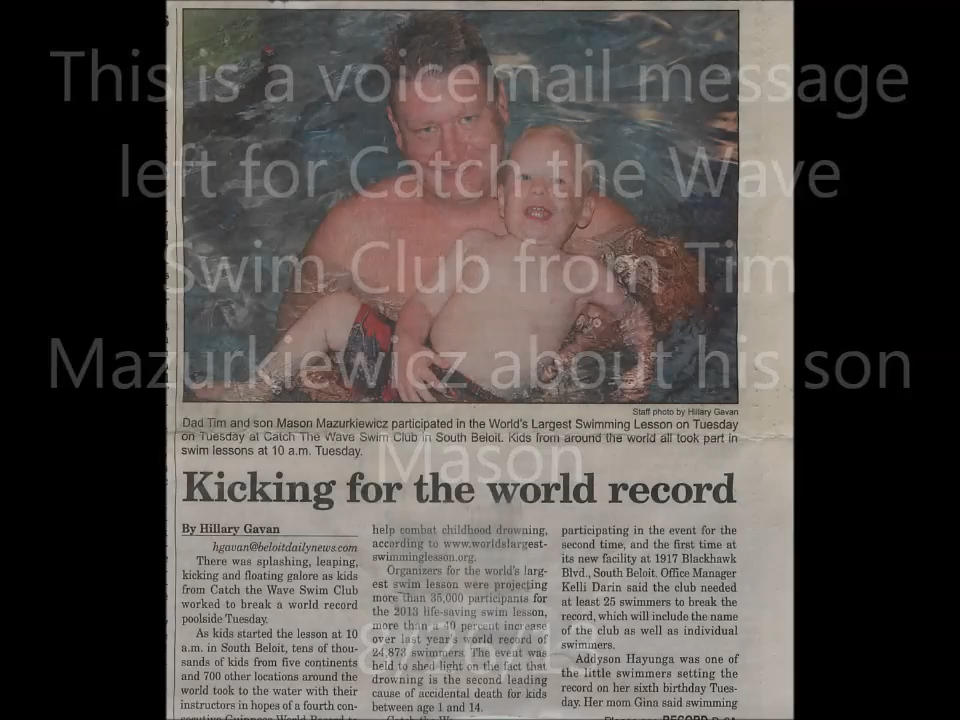 This is a voicemail message
left for Catch the Wave
Swim Club from Tim
Mazurkiewicz about his son
Mason
Staff photo by Hillary Gavan
Dad Tim and son Mason Mazurkiewicz participated in the World's Largest Swimming Lesson on Tuesday
on Tuesday at Catch The Wave Swim Club in South Beloit. Kids from around the world all took part in
swim lessons at 10 a.m. Tuesday.
Kicking for the world record
By Hillary Gavan
hgavan@beloitdailynews.com
There was splashing, leaping,
kicking and floating galore as kids
from Catch the Wave Swim Club
worked to break a world record
poolside Tuesday.
As kids started the lesson at 10
a.m. in South Beloit, tens of thou-
sands of kids from five continents
and 700 other locations around the
world took to the water with their
instructors in hopes of a fourth con-
help combat childhood drowning,
according to www.worldslargest-
swimminglesson.org.
Organizers for the world's larg-
est swim lesson were projecting
more than 35,000 participants for
the 2013 life-saving swim lesson,
more than a 40 percent increase
over last year's world record of
24,873 swimmers. The event was
held to shed light on the fact that
drowning is the second leading
cause of accidental death for kids
between age 1 and 14.
participating in the event for the
second time, and the first time at
its new facility at 1917 Blackhawk
Blvd., South Beloit. Office Manager
Kelli Darin said the club needed
at least 25 swimmers to break the
record, which will include the name
of the club as well as individual
swimmers.
Addyson Hayunga was one of
the little swimmers setting the
record on her sixth birthday Tues-
day. Her mom Gina said swimming